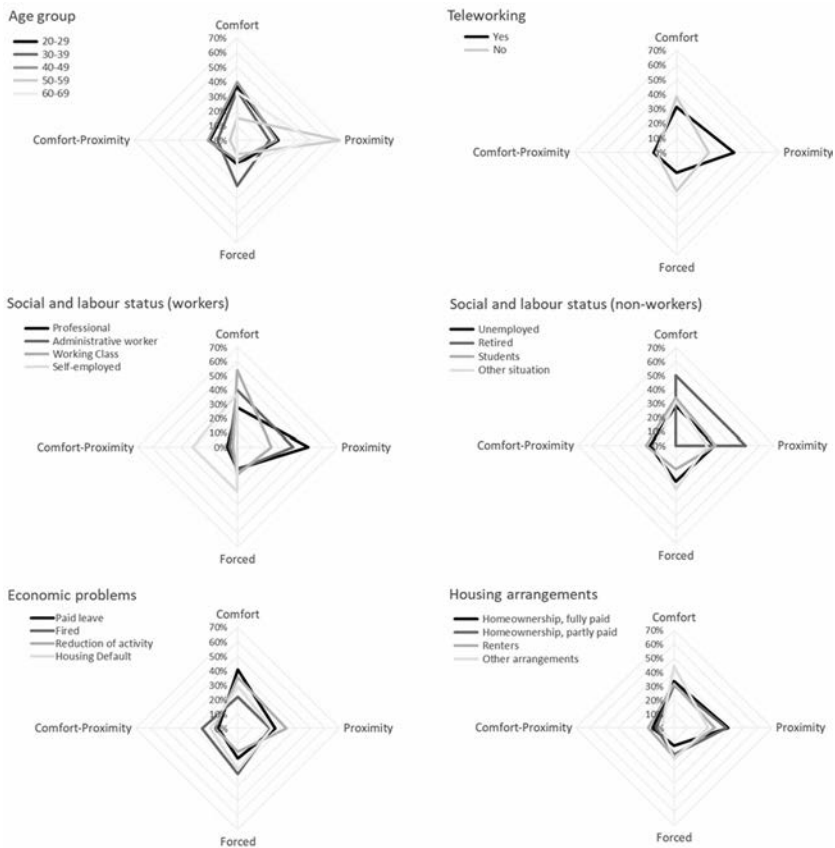 Age group
20-29
30-39
40-49
50-59
60-69
Comfort
70%
60%
50%
40%
30%
20%
10%
0%
Comfort-Proximity
Proximity
Forced
Teleworking
Yes
No
Comfort
70%
60%
50%
40%
30%
20%
10%
0%
Comfort-Proximity
Proximity
Forced
Social and labour status (workers)
Professional
Administrative worker
Working Class
Self-employed
Comfort
70%
60%
50%
40%
30%
20%
10%
0%
Comfort-Proximity
Proximity
Forced
Social and labour status (non-workers)
Unemployed
Retired
Students
Other situation
Comfort
70%
60%
50%
40%
30%
20%
10%
0%
Comfort-Proximity
Proximity
Forced
Economic problems
Paid leave
Fired
Reduction of activity
Housing Default
Comfort
70%
60%
50%
40%
30%
20%
10%
0%
Comfort-Proximity
Proximity
Forced
Housing arrangements
Homeownership, fully paid
Homeownership, partly paid
Renters
Other arrangements
Comfort
70%
60%
50%
40%
30%
20%
10%
0%
Comfort-Proximity
Proximity
Forced